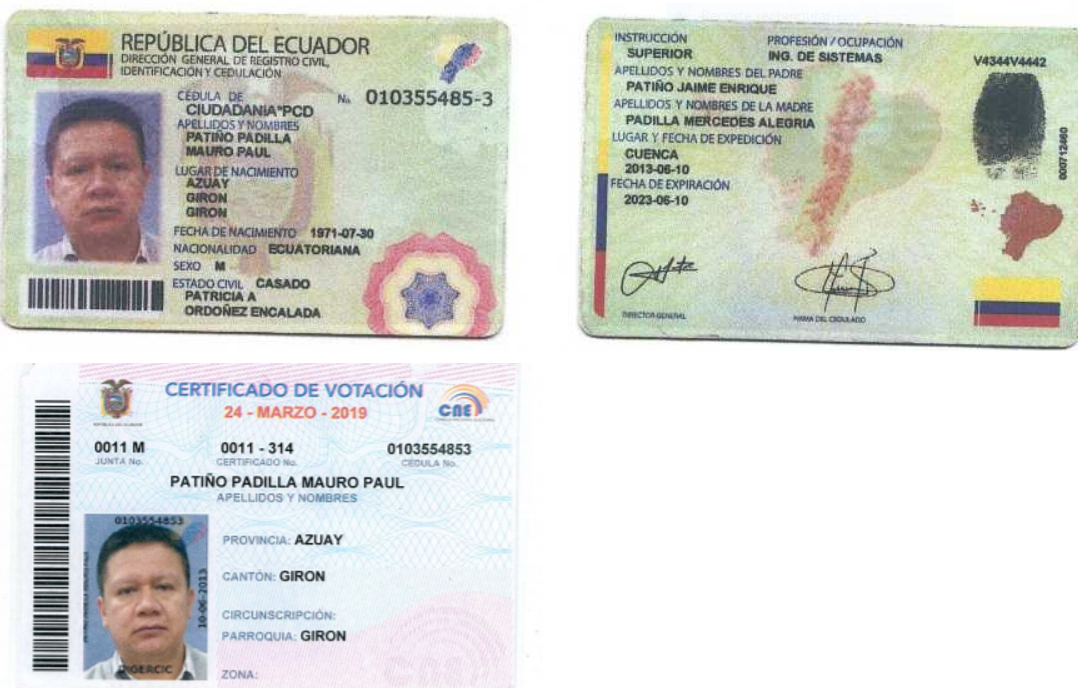 REPÚBLICA DEL ECUADOR
DIRECCIÓN GENERAL DE REGISTRO CIVIL,
IDENTIFICACIÓN Y CEDULACIÓN
CÉDULA DE No. 010355485-3
CIUDADANIA*PCD
APELLIDOS Y NOMBRES
PATIÑO PADILLA
MAURO PAUL
LUGAR DE NACIMIENTO
AZUAY
GIRON
GIRON
FECHA DE NACIMIENTO 1971-07-30
NACIONALIDAD ECUATORIANA
SEXO M
ESTADO CIVIL CASADO
PATRICIA A
ORDOÑEZ ENCALADA
INSTRUCCIÓN PROFESIÓN / OCUPACIÓN
SUPERIOR ING. DE SISTEMAS V4344V4442
APELLIDOS Y NOMBRES DEL PADRE
PATIÑO JAIME ENRIQUE
APELLIDOS Y NOMBRES DE LA MADRE
PADILLA MERCEDES ALEGRIA
LUGAR Y FECHA DE EXPEDICIÓN
CUENCA
2013-06-10
FECHA DE EXPIRACIÓN
2023-06-10
000712460
DIRECTOR GENERAL FIRMA DEL CEDULADO
CERTIFICADO DE VOTACIÓN
24 - MARZO - 2019
CNE
0011 M 0011 - 314 0103554853
JUNTA No. CERTIFICADO No. CÉDULA No.
PATIÑO PADILLA MAURO PAUL
APELLIDOS Y NOMBRES
0103554853
10-06-2013
DIGERCIC
PROVINCIA: AZUAY
CANTÓN: GIRON
CIRCUNSCRIPCIÓN:
PARROQUIA: GIRON
ZONA: